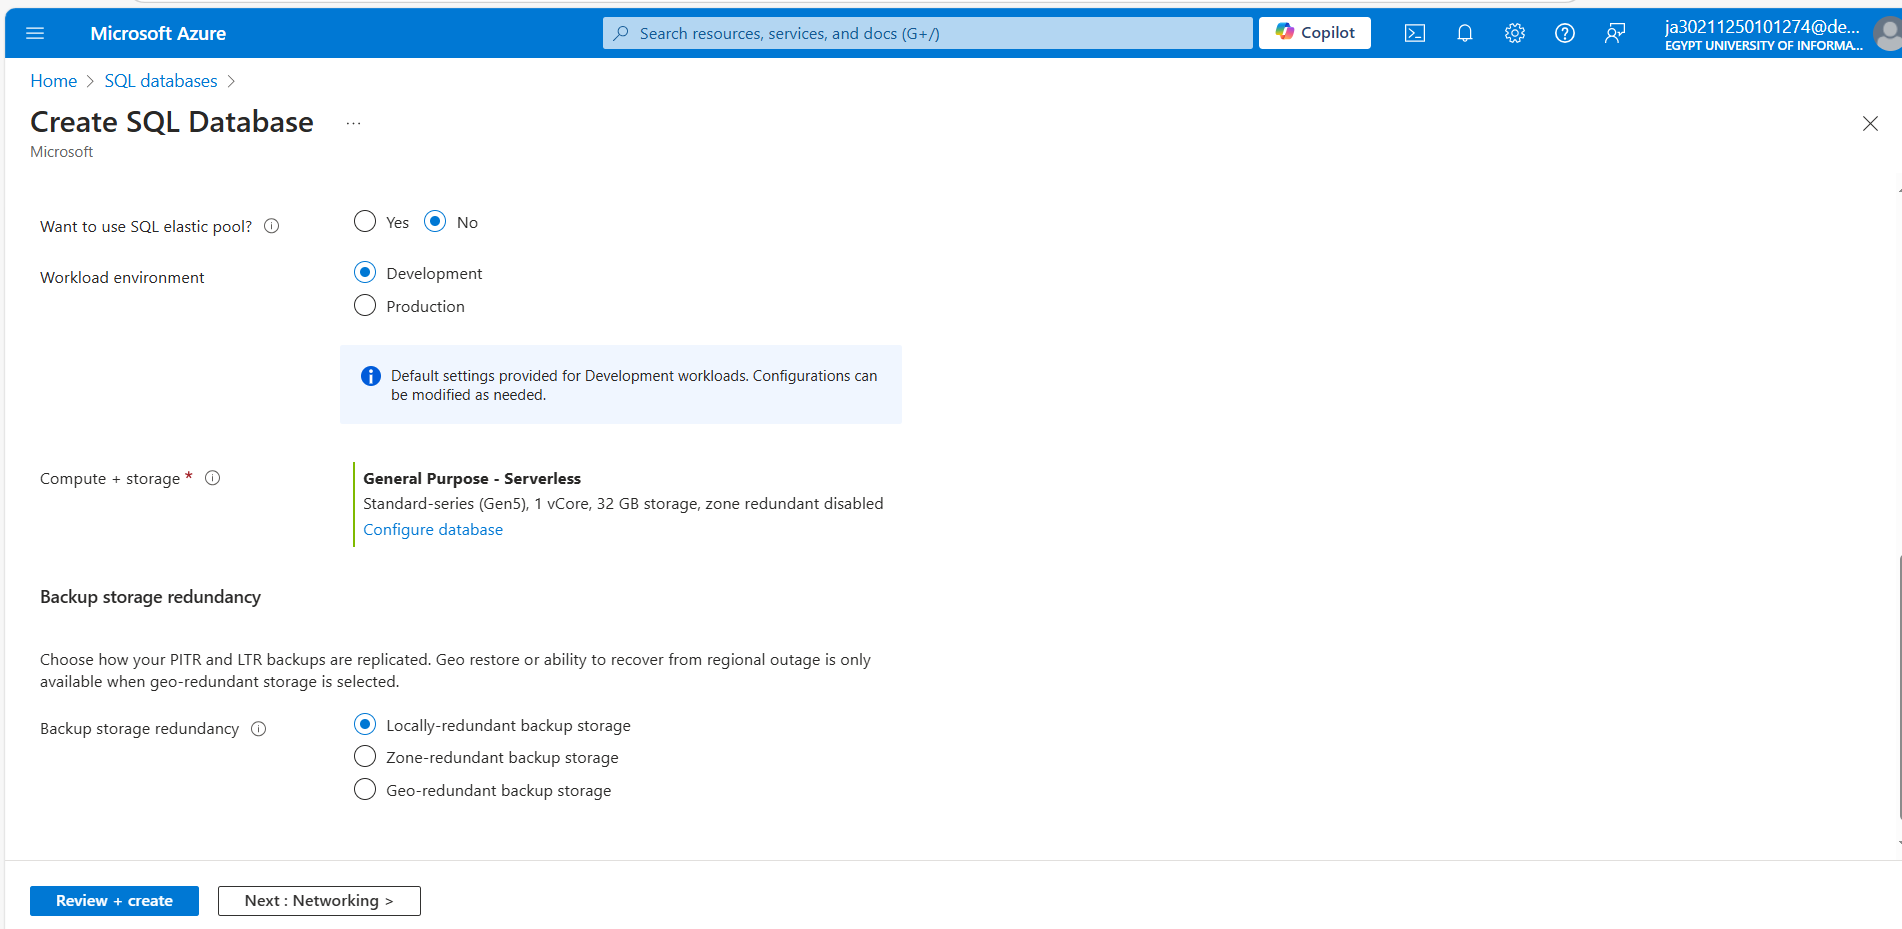 Microsoft Azure
Search resources, services, and docs (G+/)
Copilot
ja30211250101274@de...
EGYPT UNIVERSITY OF INFORMA...
Home > SQL databases >
Create SQL Database ...
Microsoft
Want to use SQL elastic pool?
Yes
No
Workload environment
Development
Production
Default settings provided for Development workloads. Configurations can
be modified as needed.
Compute + storage *
General Purpose - Serverless
Standard-series (Gen5), 1 vCore, 32 GB storage, zone redundant disabled
Configure database
Backup storage redundancy
Choose how your PITR and LTR backups are replicated. Geo restore or ability to recover from regional outage is only
available when geo-redundant storage is selected.
Backup storage redundancy
Locally-redundant backup storage
Zone-redundant backup storage
Geo-redundant backup storage
Review + create
Next : Networking >